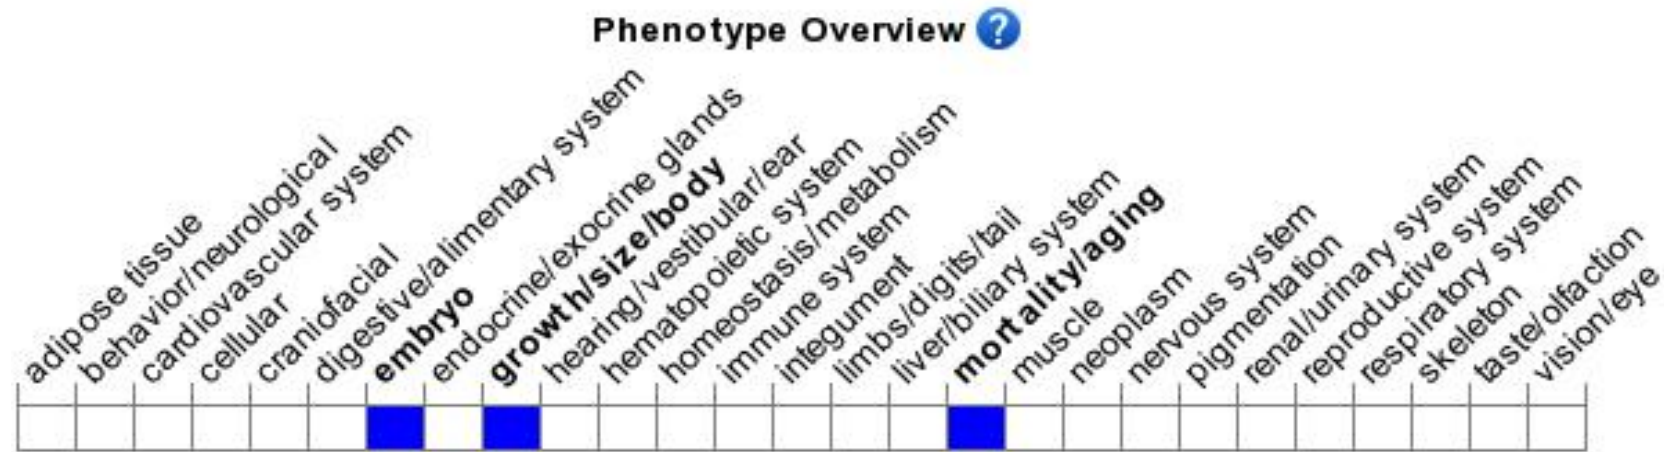 Phenotype Overview ?
adipose tissue
behavior/neurological
cardiovascular system
cellular
craniofacial
digestive/alimentary system
embryo
endocrine/exocrine glands
growth/size/body
hearing/vestibular/ear
hematopoietic system
homeostasis/metabolism
immune system
integument
limbs/digits/tail
liver/biliary system
mortality/aging
muscle
neoplasm
nervous system
pigmentation
renal/urinary system
reproductive system
respiratory system
skeleton
taste/olfaction
vision/eye